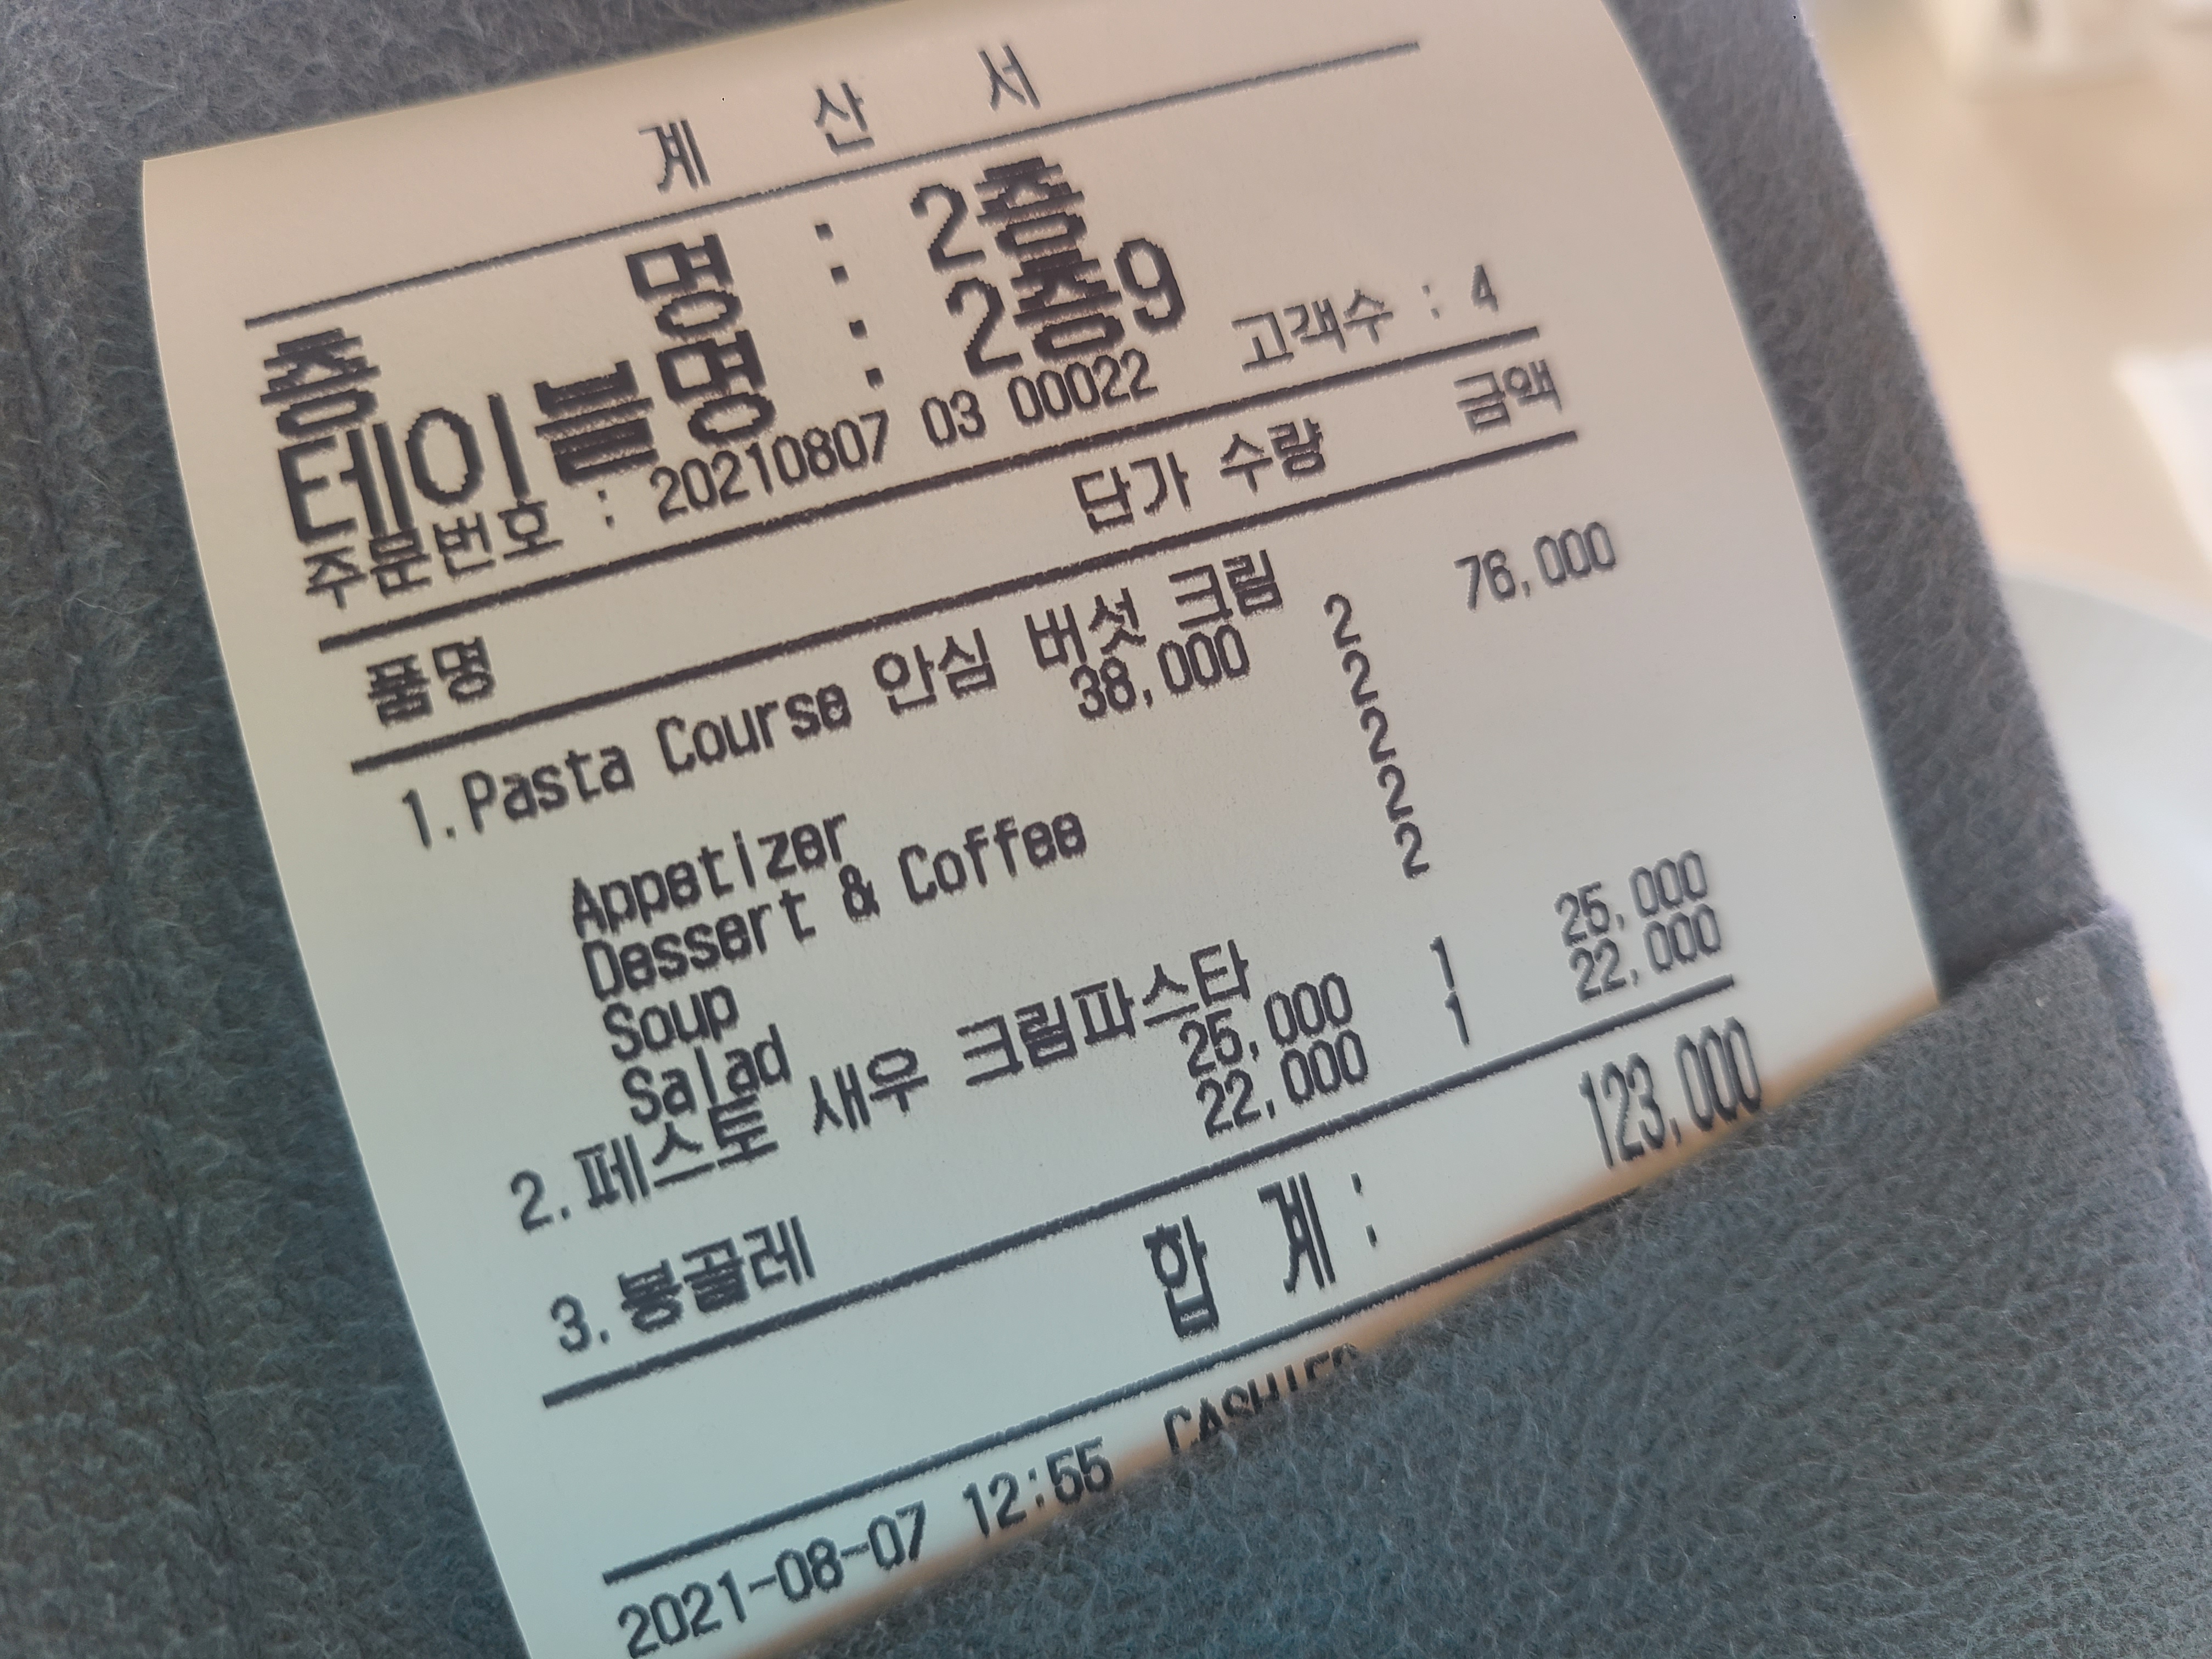 계 산 서
층 명 : 2층
테이블명 : 2층9
주문번호 : 20210807 03 00022 고객수 : 4
품명 단가 수량 금액
1.Pasta Course 안심 버섯 크림
38,000 2 76,000
Appetizer 2
Dessert & Coffee 2
Soup 2
Salad 2
2.페스토 새우 크림파스타
25,000 1 25,000
3.봉골레 22,000 1 22,000
합 계 : 123,000
2021-08-07 12:55 CASHIER